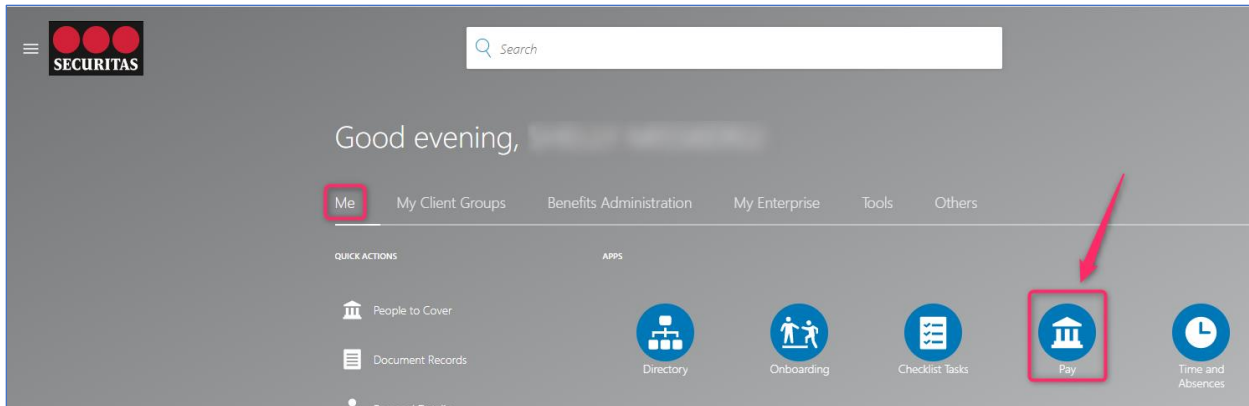 SECURITAS
Search
Good evening,
Me My Client Groups Benefits Administration My Enterprise Tools Others
QUICK ACTIONS
APPS
People to Cover
Document Records
Directory
Onboarding
Checklist Tasks
Pay
Time and
Absences